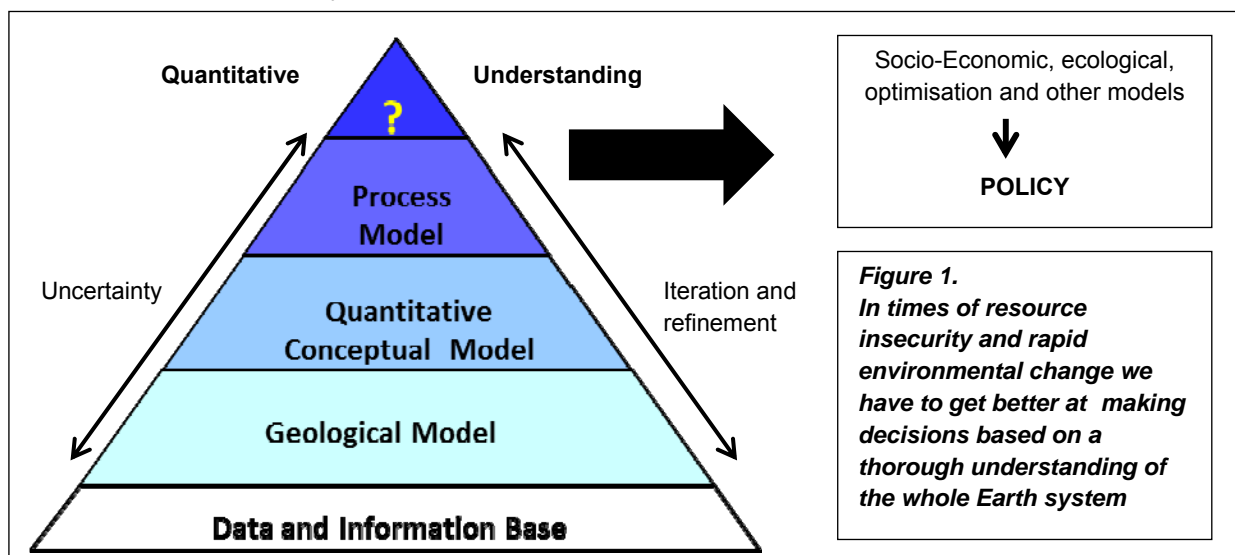 Quantitative
Understanding
?
Process
Model
Uncertainty
Iteration and
refinement
Quantitative
Conceptual Model
Geological Model
Data and Information Base
Socio-Economic, ecological,
optimisation and other models
POLICY
Figure 1.
In times of resource
insecurity and rapid
environmental change we
have to get better at making
decisions based on a
thorough understanding of
the whole Earth system